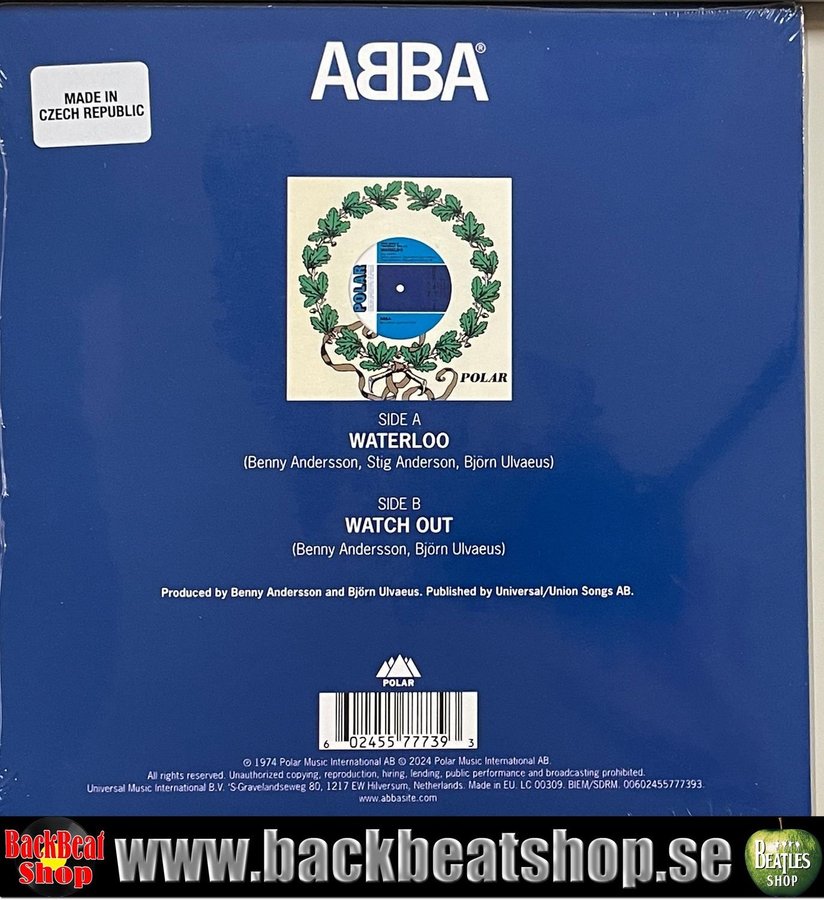 ABBA®
MADE IN
CZECH REPUBLIC
POLAR
WATERLOO
ABBA
POLAR
SIDE A
WATERLOO
(Benny Andersson, Stig Anderson, Björn Ulvaeus)
SIDE B
WATCH OUT
(Benny Andersson, Björn Ulvaeus)
Produced by Benny Andersson and Björn Ulvaeus. Published by Universal/Union Songs AB.
POLAR
6 02455 77739 3
℗ 1974 Polar Music International AB © 2024 Polar Music International AB.
All rights reserved. Unauthorized copying, reproduction, hiring, lending, public performance and broadcasting prohibited.
Universal Music International B.V. 'S-Gravelandseweg 80, 1217 EW Hilversum, Netherlands. Made in EU. LC 00309. BIEM/SDRM. 00602455777393.
www.abbasite.com
BackBeat
Shop
www.backbeatshop.se
BEATLES
SHOP